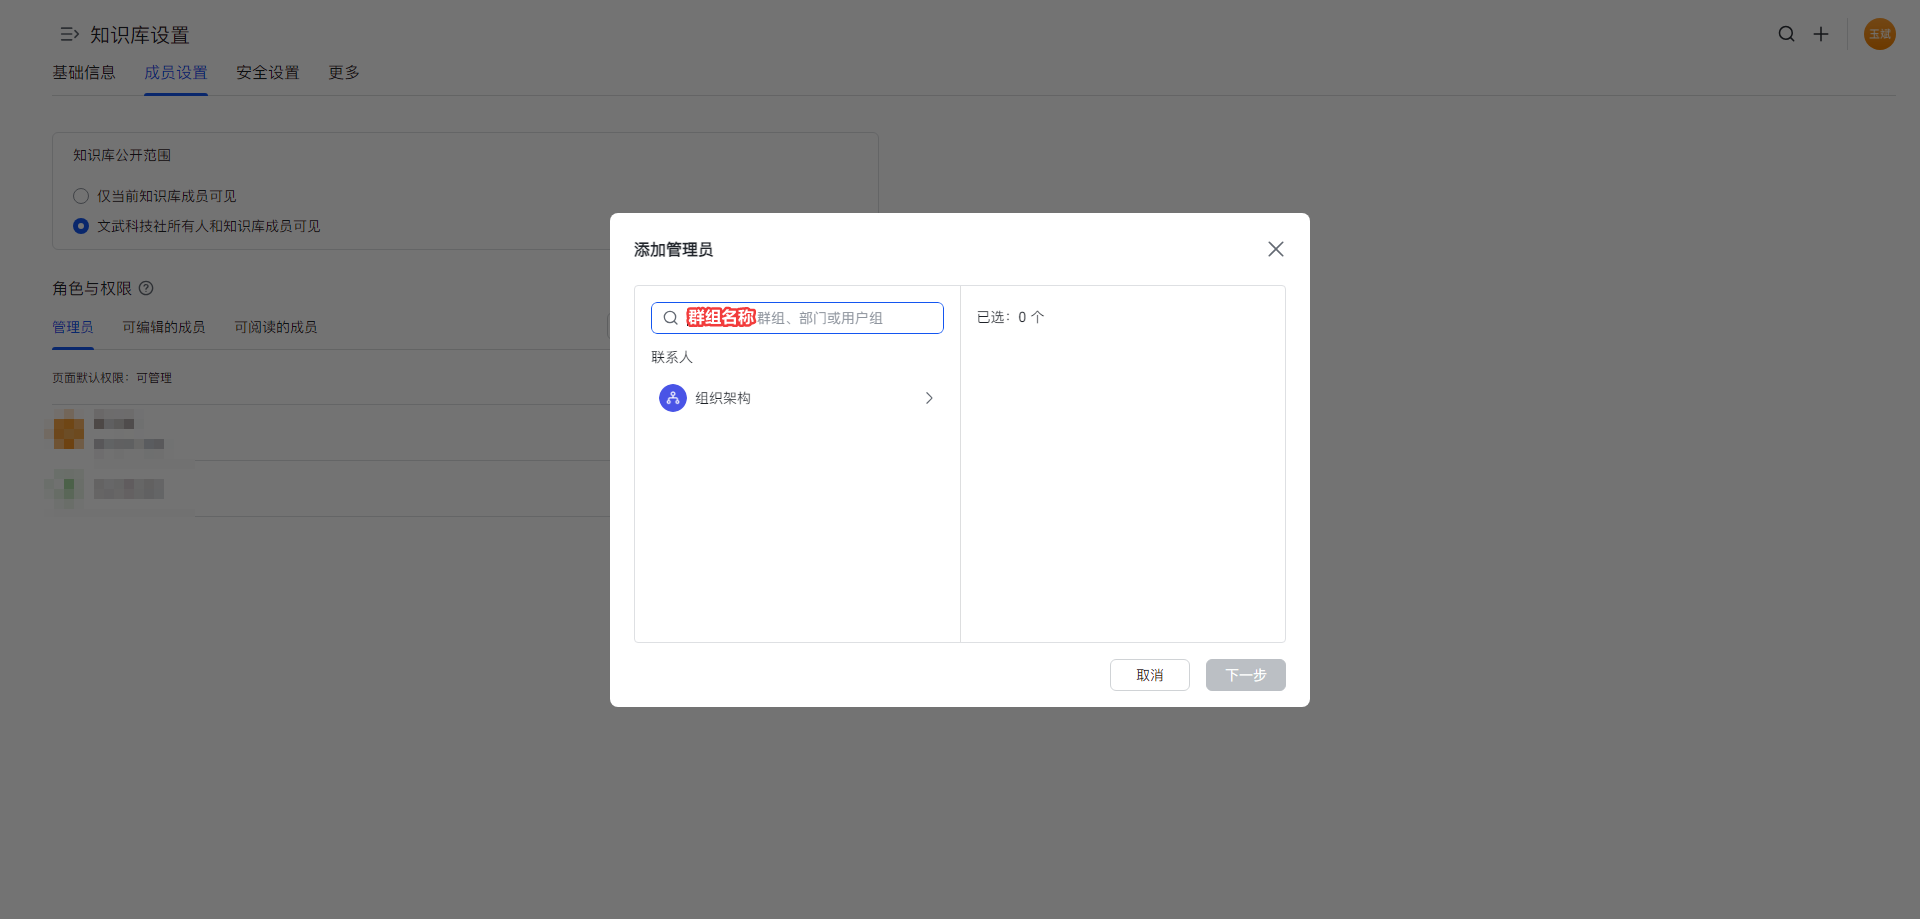 知识库设置
玉斌
基础信息 成员设置 安全设置 更多
知识库公开范围
仅当前知识库成员可见
文武科技社所有人和知识库成员可见
角色与权限
管理员 可编辑的成员 可阅读的成员
页面默认权限：可管理
添加管理员
群组名称群组、部门或用户组
已选：0 个
联系人
组织架构
取消 下一步